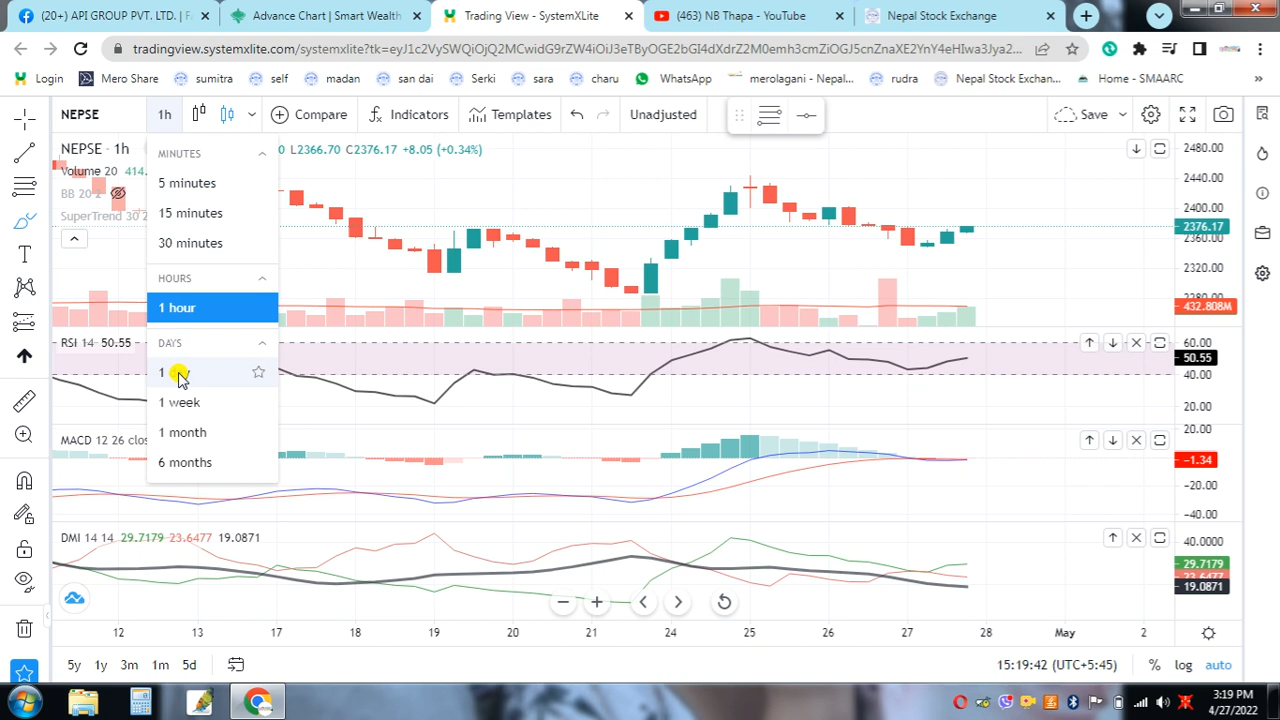 (20+) API GROUP PVT. LTD. | Fa
Advance Chart | Smart Wealth
Trading View - SystemXLite
(463) NB Thapa - YouTube
Nepal Stock Exchange
Login
Mero Share
sumitra
self
madan
san dai
Serki
sara
charu
WhatsApp
merolagani - Nepal...
rudra
Nepal Stock Exchan...
Home - SMAARC
NEPSE
1h
Compare
Indicators
Templates
Unadjusted
Save
NEPSE · 1h
0 L2366.70 C2376.17 +8.05 (+0.34%)
Volume 20 414.
BB 20 2
SuperTrend 30 2
MINUTES
5 minutes
15 minutes
30 minutes
HOURS
1 hour
DAYS
1 week
1 month
6 months
2480.00
2440.00
2400.00
2376.17
2360.00
2320.00
2280.00
432.808M
RSI 14 50.55
60.00
50.55
40.00
20.00
MACD 12 26 clos
20.00
−1.34
−20.00
−40.00
DMI 14 14 29.7179 23.6477 19.0871
40.0000
29.7179
23.6477
19.0871
12 13 17 18 19 20 21 24 25 26 27 28 May 2
5y 1y 3m 1m 5d
15:19:42 (UTC+5:45)
% log auto
3:19 PM
4/27/2022